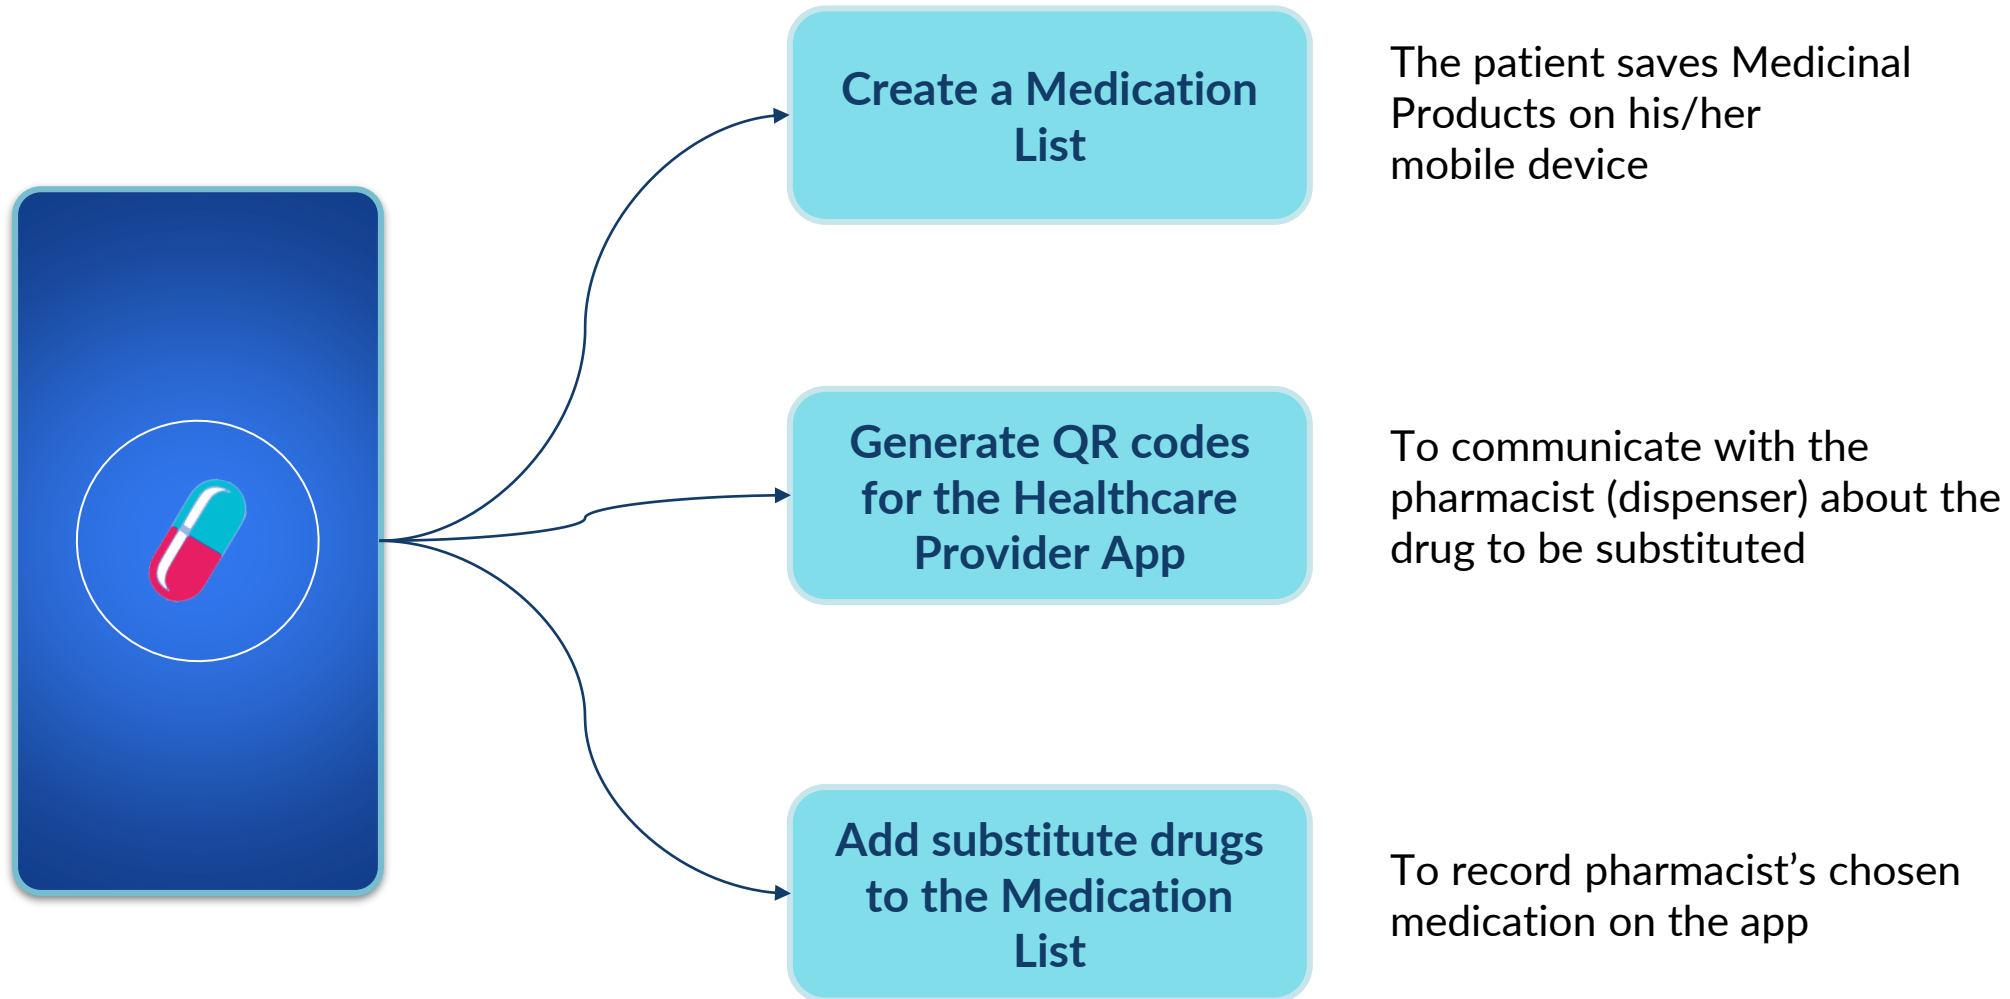 Create a Medication
List
The patient saves Medicinal
Products on his/her
mobile device
Generate QR codes
for the Healthcare
Provider App
To communicate with the
pharmacist (dispenser) about the
drug to be substituted
Add substitute drugs
to the Medication
List
To record pharmacist’s chosen
medication on the app